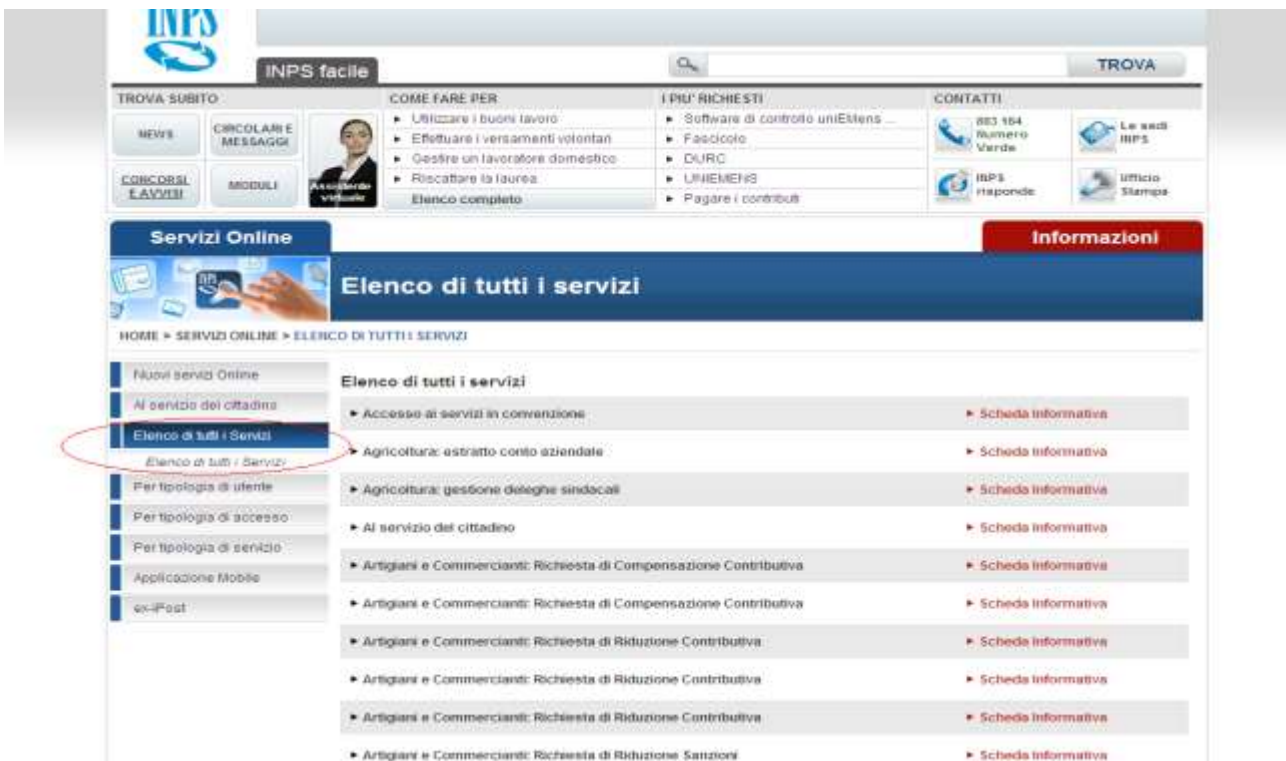 INPS
INPS facile
TROVA
TROVA SUBITO
NEWS
CIRCOLARI E
MESSAGGI
CONCORSI
E AVVISI
MODULI
Assistente
virtuale
COME FARE PER
Utilizzare i buoni lavoro
Effettuare i versamenti volontari
Gestire un lavoratore domestico
Riscattare la laurea
Elenco completo
I PIU' RICHIESTI
Software di controllo uniEMens ...
Fascicolo
DURC
UNIEMENS
Pagare i contributi
CONTATTI
803 164
Numero
Verde
Le sedi
INPS
INPS
risponde
Ufficio
Stampa
Servizi Online
Informazioni
INPS
Elenco di tutti i servizi
HOME > SERVIZI ONLINE > ELENCO DI TUTTI I SERVIZI
Nuovi servizi Online
Al servizio del cittadino
Elenco di tutti i Servizi
Elenco di tutti i Servizi
Per tipologia di utente
Per tipologia di accesso
Per tipologia di servizio
Applicazione Mobile
ex-iPost
Elenco di tutti i servizi
Accesso ai servizi in convenzione
Scheda Informativa
Agricoltura: estratto conto aziendale
Scheda Informativa
Agricoltura: gestione deleghe sindacali
Scheda Informativa
Al servizio del cittadino
Scheda Informativa
Artigiani e Commercianti: Richiesta di Compensazione Contributiva
Scheda Informativa
Artigiani e Commercianti: Richiesta di Compensazione Contributiva
Scheda Informativa
Artigiani e Commercianti: Richiesta di Riduzione Contributiva
Scheda Informativa
Artigiani e Commercianti: Richiesta di Riduzione Contributiva
Scheda Informativa
Artigiani e Commercianti: Richiesta di Riduzione Contributiva
Scheda Informativa
Artigiani e Commercianti: Richiesta di Riduzione Sanzioni
Scheda Informativa